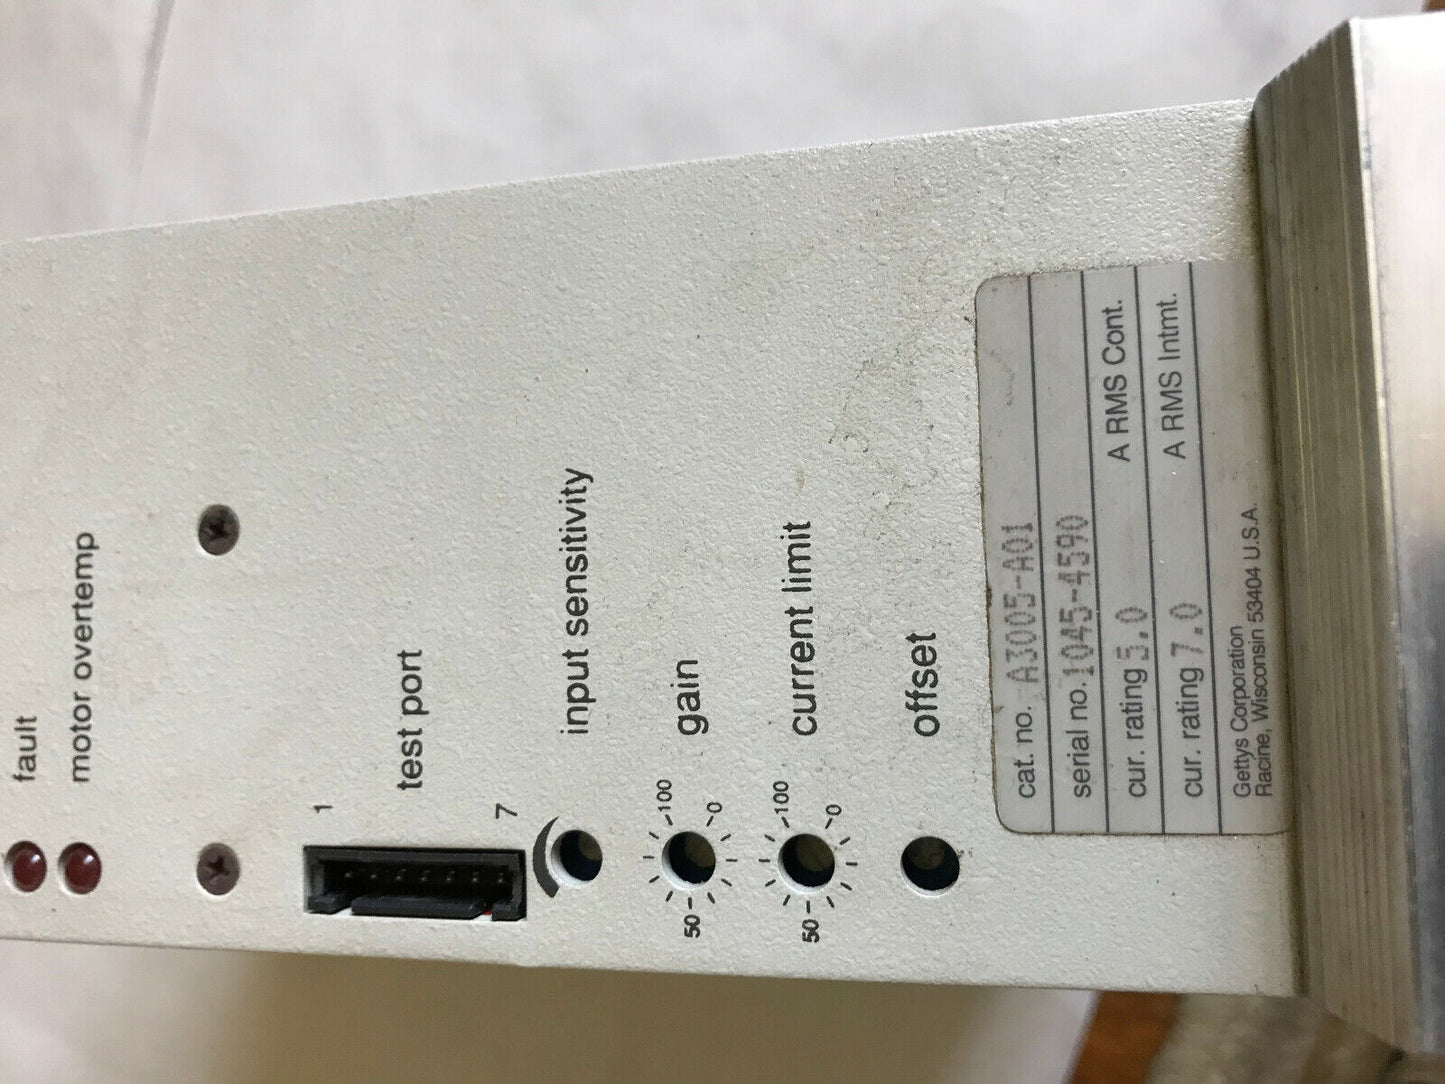 fault
motor overtemp
test port
1
7
input sensitivity
gain
100
0
50
current limit
100
0
50
offset
cat. no. A3005-A01
serial no. 1045-4590
cur. rating 5.0 A RMS Cont.
cur. rating 7.0 A RMS Intmt.
Gettys Corporation
Racine, Wisconsin 53404 U.S.A.